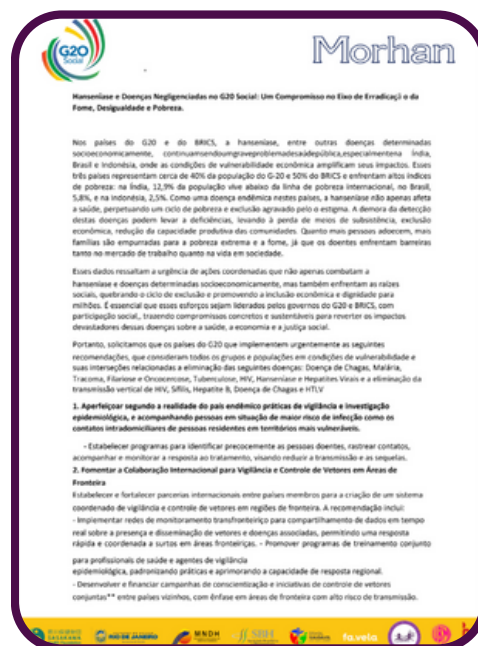 G20
Social
Morhan
Hanseníase e Doenças Negligenciadas no G20 Social: Um Compromisso no Eixo de Erradicaçã o da
Fome, Desigualdade e Pobreza.
Nos países do G20 e do BRICS, a hanseníase, entre outras doenças determinadas
socioeconomicamente, continuamsendoumgraveproblemadesaúdepública,especialmentena Índia,
Brasil e Indonésia, onde as condições de vulnerabilidade econômica amplificam seus impactos. Esses
três países representam cerca de 40% da população do G-20 e 50% do BRICS e enfrentam altos índices
de pobreza: na Índia, 12,9% da população vive abaixo da linha de pobreza internacional, no Brasil,
5,8%, e na Indonésia, 2,5%. Como uma doença endêmica nestes países, a hanseníase não apenas afeta
a saúde, perpetuando um ciclo de pobreza e exclusão agravado pelo o estigma. A demora da detecção
destas doenças podem levar a deficiências, levando à perda de meios de subsistência, exclusão
econômica, redução da capacidade produtiva das comunidades. Quanto mais pessoas adoecem, mais
famílias são empurradas para a pobreza extrema e a fome, já que os doentes enfrentam barreiras
tanto no mercado de trabalho quanto na vida em sociedade.
Esses dados ressaltam a urgência de ações coordenadas que não apenas combatam a
hanseníase e doenças determinadas socioeconomicamente, mas também enfrentam as raízes
sociais, quebrando o ciclo de exclusão e promovendo a inclusão econômica e dignidade para
milhões. É essencial que esses esforços sejam liderados pelos governos do G20 e BRICS, com
participação social., trazendo compromissos concretos e sustentáveis para reverter os impactos
devastadores dessas doenças sobre a saúde, a economia e a justiça social.
Portanto, solicitamos que os países do G20 que implementem urgentemente as seguintes
recomendações, que consideram todos os grupos e populações em condições de vulnerabilidade e
suas interseções relacionadas a eliminação das seguintes doenças: Doença de Chagas, Malária,
Tracoma, Filariose e Oncocercose, Tuberculose, HIV, Hanseníase e Hepatites Virais e a eliminação da
transmissão vertical de HIV, Sífilis, Hepatite B, Doença de Chagas e HTLV
1. Aperfeiçoar segundo a realidade do país endêmico práticas de vigilância e investigação
epidemiológica, e acompanhando pessoas em situação de maior risco de infecção como os
contatos intradomiciliares de pessoas residentes em territórios mais vulneráveis.
- Estabelecer programas para identificar precocemente as pessoas doentes, rastrear contatos,
acompanhar e monitorar a resposta ao tratamento, visando reduzir a transmissão e as sequelas.
2. Fomentar a Colaboração Internacional para Vigilância e Controle de Vetores em Áreas de
Fronteira
Estabelecer e fortalecer parcerias internacionais entre países membros para a criação de um sistema
coordenado de vigilância e controle de vetores em regiões de fronteira. A recomendação inclui:
- Implementar redes de monitoramento transfronteiriço para compartilhamento de dados em tempo
real sobre a presença e disseminação de vetores e doenças associadas, permitindo uma resposta
rápida e coordenada a surtos em áreas fronteiriças. - Promover programas de treinamento conjunto
para profissionais de saúde e agentes de vigilância
epidemiológica, padronizando práticas e aprimorando a capacidade de resposta regional.
- Desenvolver e financiar campanhas de conscientização e iniciativas de controle de vetores
conjuntas** entre países vizinhos, com ênfase em áreas de fronteira com alto risco de transmissão.
SASAKAWA
RIO DE JANEIRO
MNDH
SBH
fa.vela